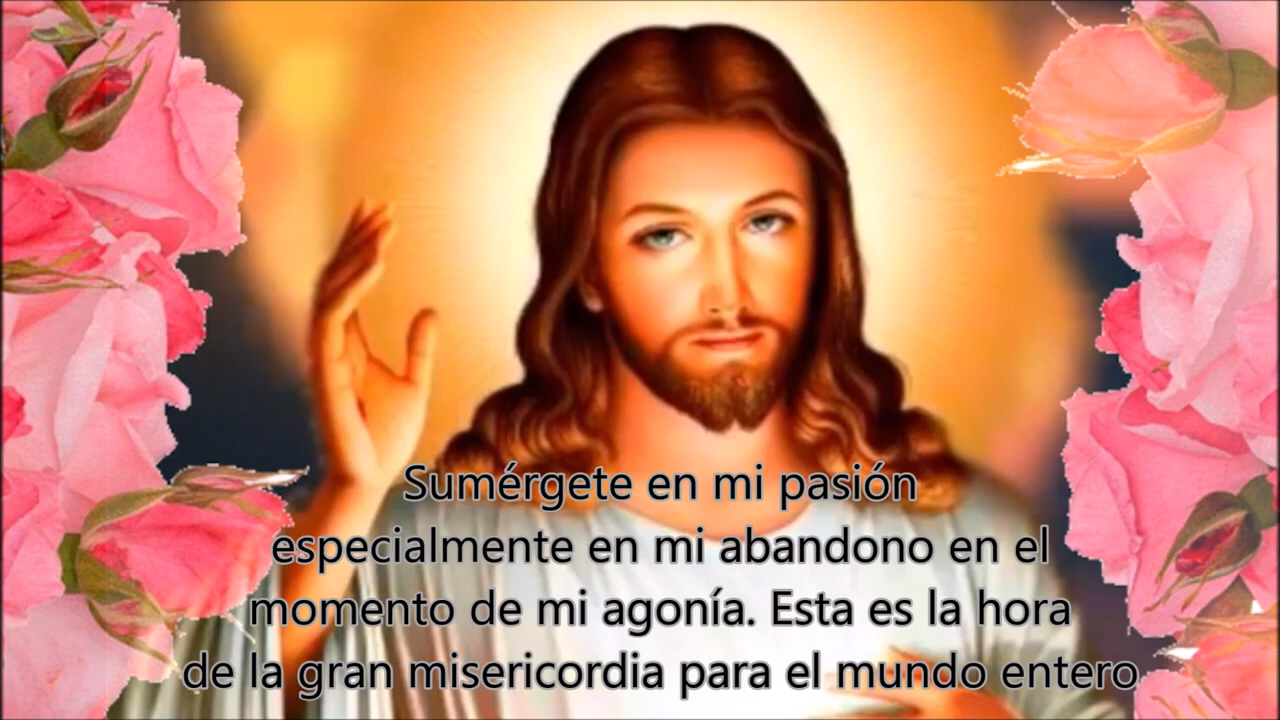 Sumérgete en mi pasión
especialmente en mi abandono en el
momento de mi agonía. Esta es la hora
de la gran misericordia para el mundo entero